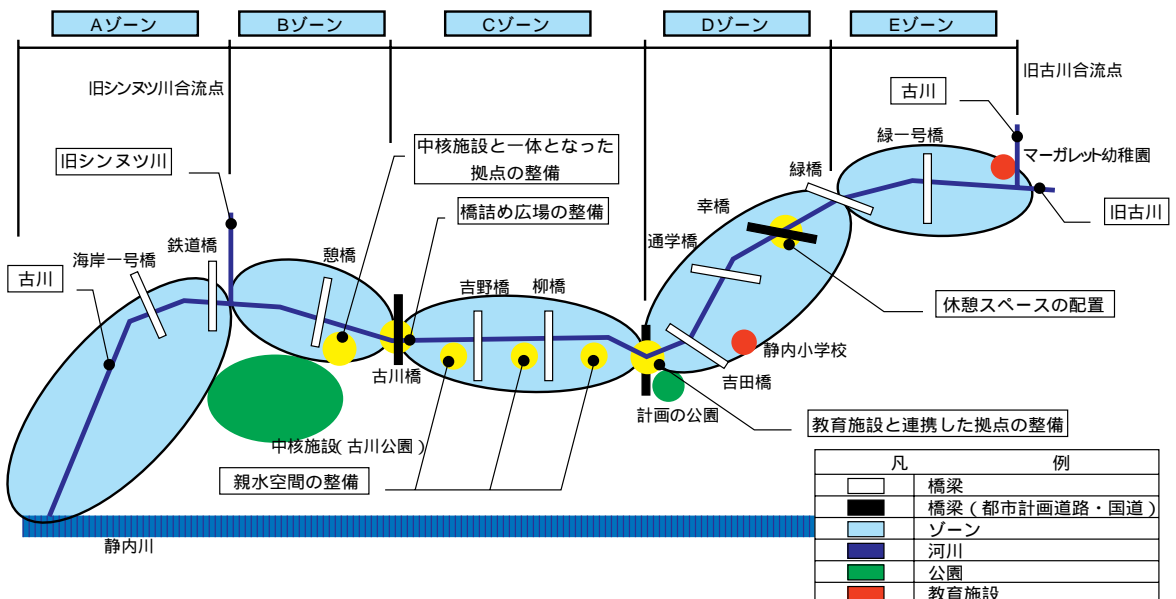 Aゾーン
Bゾーン
Cゾーン
Dゾーン
Eゾーン
旧シンヌツ川合流点
旧古川合流点
古川
緑一号橋
マーガレット幼稚園
中核施設と一体となった
拠点の整備
旧シンヌツ川
緑橋
橋詰め広場の整備
幸橋
旧古川
通学橋
鉄道橋
海岸一号橋
憩橋
古川
吉野橋
柳橋
休憩スペースの配置
静内小学校
古川橋
吉田橋
計画の公園
教育施設と連携した拠点の整備
中核施設(古川公園)
親水空間の整備
静内川
凡 例
橋梁
橋梁(都市計画道路・国道)
ゾーン
河川
公園
教育施設